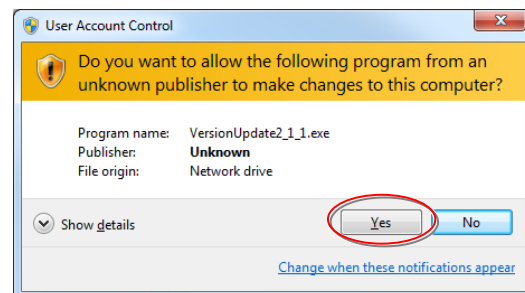 User Account Control
Do you want to allow the following program from an
unknown publisher to make changes to this computer?
Program name: VersionUpdate2_1_1.exe
Publisher: Unknown
File origin: Network drive
Show details
Yes
No
Change when these notifications appear